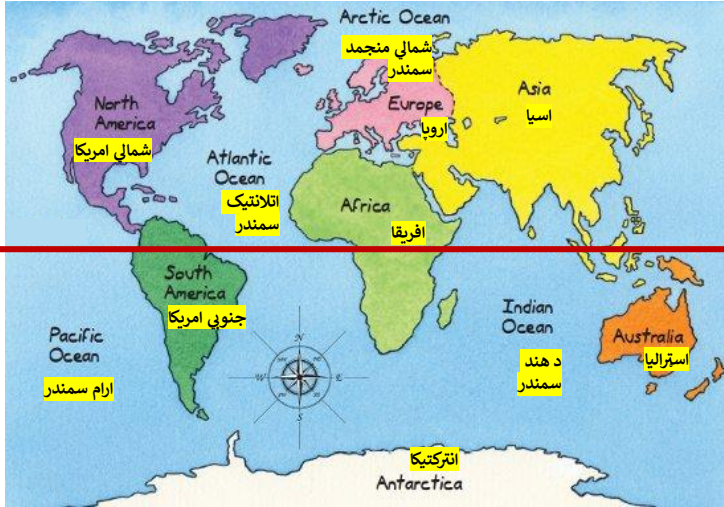 Arctic Ocean
شمالي منجمد
سمندر
North
America
شمالي امریکا
Europe
اروپا
Asia
اسیا
Atlantic
Ocean
اتلانتیک
سمندر
Africa
افریقا
South
America
جنوبي امریکا
Pacific
Ocean
ارام سمندر
Indian
Ocean
د هند
سمندر
Australia
استرالیا
N
W
E
S
انترکتیکا
Antarctica